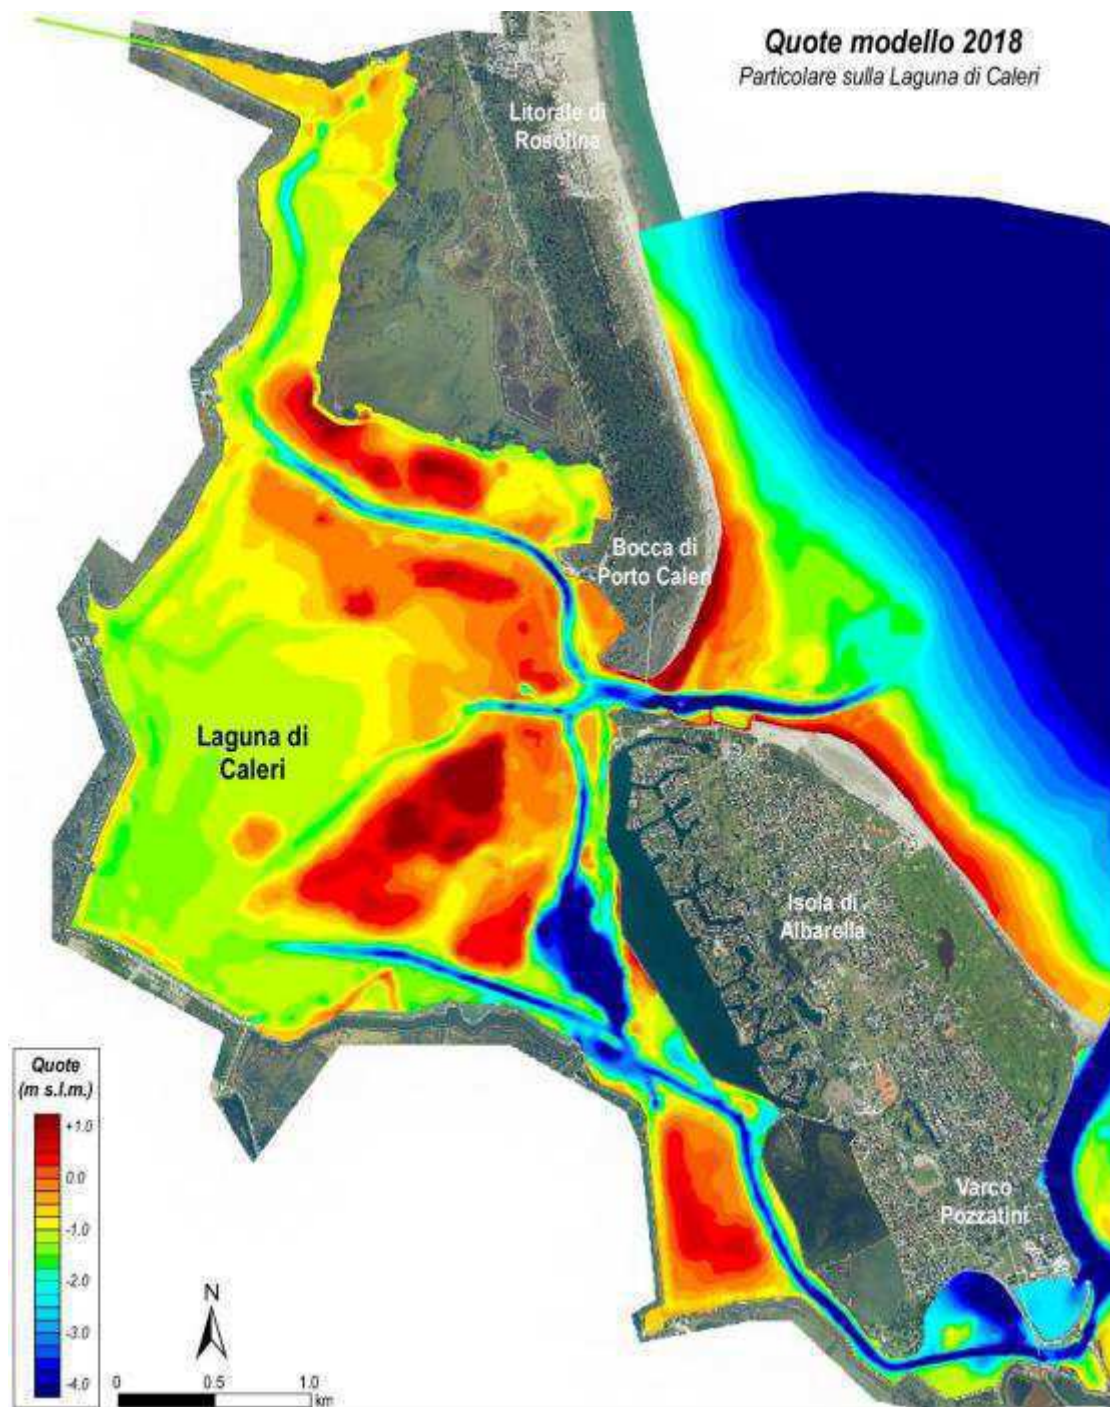 Quote modello 2018
Particolare sulla Laguna di Caleri
Litorale di
Rosolina
Bocca di
Porto Caleri
Laguna di
Caleri
Isola di
Albarella
Varco
Pozzatini
Quote
(m s.l.m.)
+1.0
0.0
-1.0
-2.0
-3.0
-4.0
N
0 0.5 1.0
km